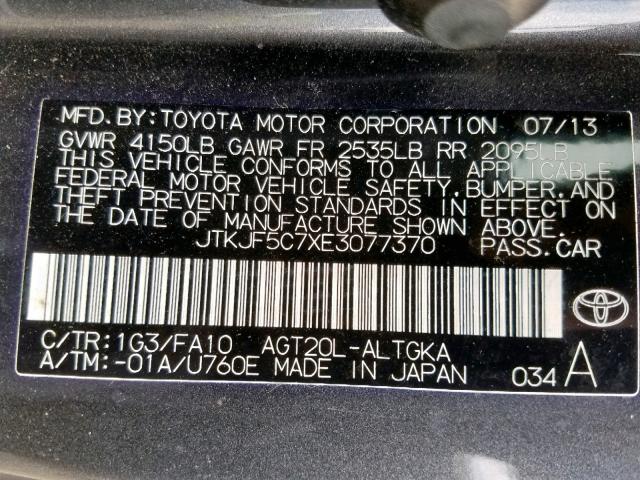 MFD.BY:TOYOTA MOTOR CORPORATION 07/13
GVWR 4150LB GAWR FR 2535LB RR 2095LB
THIS VEHICLE CONFORMS TO ALL APPLICABLE
FEDERAL MOTOR VEHICLE SAFETY,BUMPER,AND
THEFT PREVENTION STANDARDS IN EFFECT ON
THE DATE OF MANUFACTURE SHOWN ABOVE.
JTKJF5C7XE3077370 PASS.CAR
C/TR:1G3/FA10 AGT20L-ALTGKA
A/TM:-01A/U760E MADE IN JAPAN 034 A